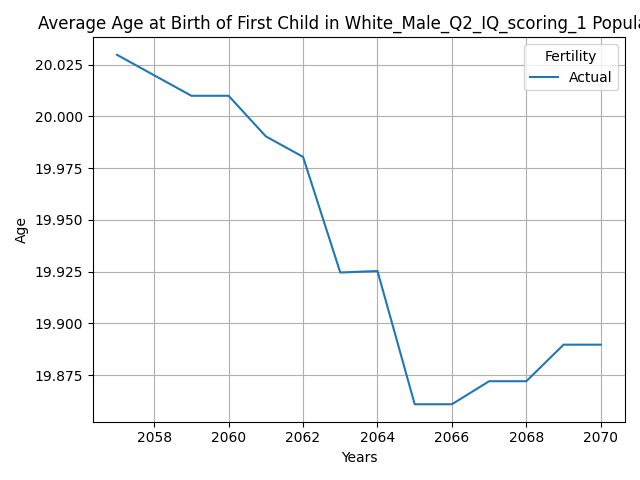 Average Age at Birth of First Child in White_Male_Q2_IQ_scoring_1 Popula
Fertility
Actual
20.025
20.000
19.975
19.950
19.925
19.900
19.875
Age
2058 2060 2062 2064 2066 2068 2070
Years